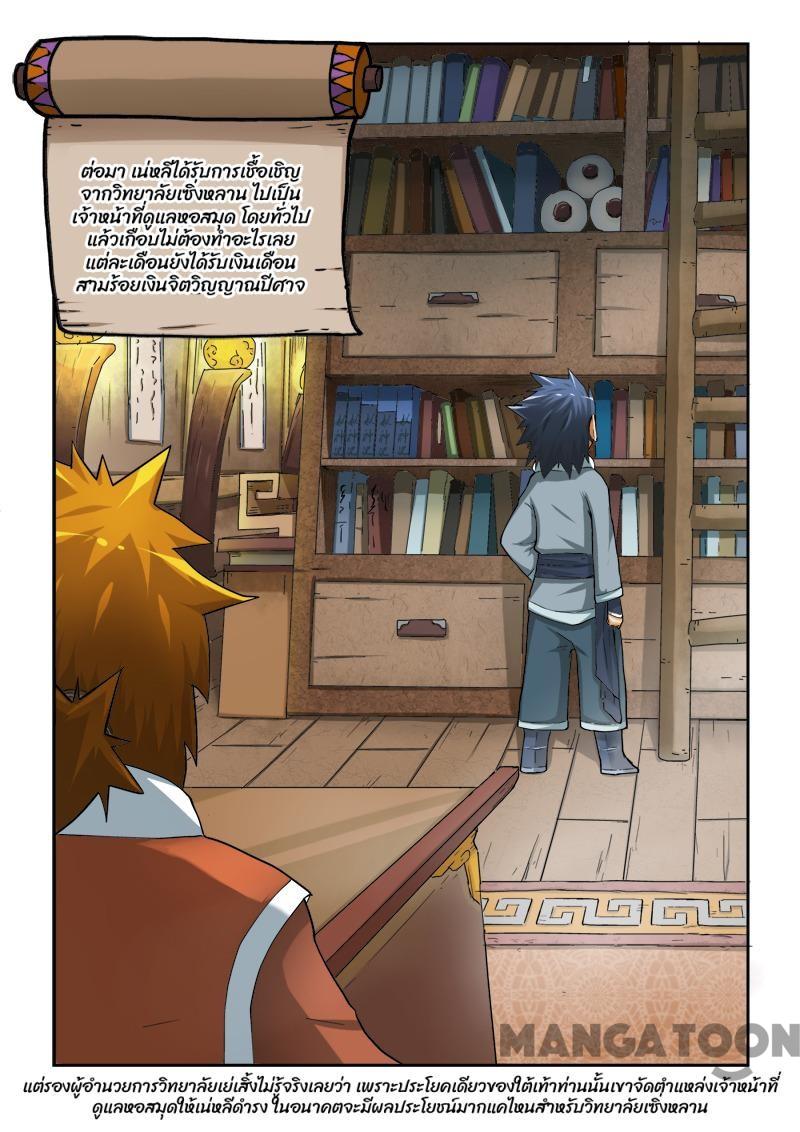 ต่อมา เน่หลีได้รับการเชื้อเชิญ
จากวิทยาลัยเซิ่งหลาน ไปเป็น
เจ้าหน้าที่ดูแลหอสมุด โดยทั่วไป
แล้วเกือบไม่ต้องทำอะไรเลย
แต่ละเดือนยังได้รับเงินเดือน
สามร้อยเงินจิตวิญญาณปีศาจ
MANGATOON
แต่รองผู้อำนวยการวิทยาลัยเย่เสิ้งไม่รู้จริงเลยว่า เพราะประโยคเดียวของใต้เท้าท่านนั้นเขาจัดตำแหล่งเจ้าหน้าที่
ดูแลหอสมุดให้เน่หลีดำรง ในอนาคตจะมีผลประโยชน์มากแค่ไหนสำหรับวิทยาลัยเซิ่งหลาน